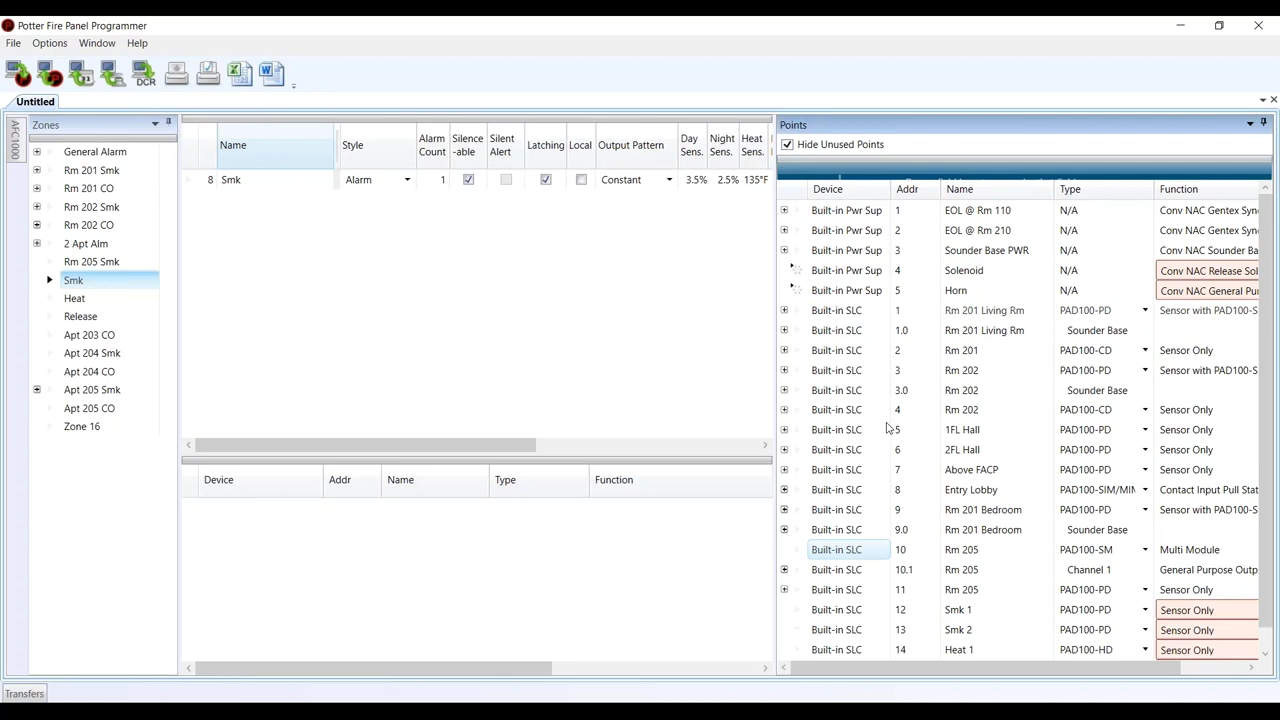 Potter Fire Panel Programmer
File Options Window Help
DCR
Untitled
AFC1000
Zones
General Alarm
Rm 201 Smk
Rm 201 CO
Rm 202 Smk
Rm 202 CO
2 Apt Alm
Rm 205 Smk
Smk
Heat
Release
Apt 203 CO
Apt 204 Smk
Apt 204 CO
Apt 205 Smk
Apt 205 CO
Zone 16
Name Style Alarm Count Silence-able Silent Alert Latching Local Output Pattern Day Sens. Night Sens. Heat Sens.
8 Smk Alarm 1 Constant 3.5% 2.5% 135°F
Device Addr Name Type Function
Points
Hide Unused Points
Device Addr Name Type Function
Built-in Pwr Sup 1 EOL @ Rm 110 N/A Conv NAC Gentex Syn
Built-in Pwr Sup 2 EOL @ Rm 210 N/A Conv NAC Gentex Syn
Built-in Pwr Sup 3 Sounder Base PWR N/A Conv NAC Sounder Ba
Built-in Pwr Sup 4 Solenoid N/A Conv NAC Release Sol
Built-in Pwr Sup 5 Horn N/A Conv NAC General Pu
Built-in SLC 1 Rm 201 Living Rm PAD100-PD Sensor with PAD100-S
Built-in SLC 1.0 Rm 201 Living Rm Sounder Base
Built-in SLC 2 Rm 201 PAD100-CD Sensor Only
Built-in SLC 3 Rm 202 PAD100-PD Sensor with PAD100-S
Built-in SLC 3.0 Rm 202 Sounder Base
Built-in SLC 4 Rm 202 PAD100-CD Sensor Only
Built-in SLC 5 1FL Hall PAD100-PD Sensor Only
Built-in SLC 6 2FL Hall PAD100-PD Sensor Only
Built-in SLC 7 Above FACP PAD100-PD Sensor Only
Built-in SLC 8 Entry Lobby PAD100-SIM/MIM Contact Input Pull Stat
Built-in SLC 9 Rm 201 Bedroom PAD100-PD Sensor with PAD100-S
Built-in SLC 9.0 Rm 201 Bedroom Sounder Base
Built-in SLC 10 Rm 205 PAD100-SM Multi Module
Built-in SLC 10.1 Rm 205 Channel 1 General Purpose Outp
Built-in SLC 11 Rm 205 PAD100-PD Sensor Only
Built-in SLC 12 Smk 1 PAD100-PD Sensor Only
Built-in SLC 13 Smk 2 PAD100-PD Sensor Only
Built-in SLC 14 Heat 1 PAD100-HD Sensor Only
Transfers